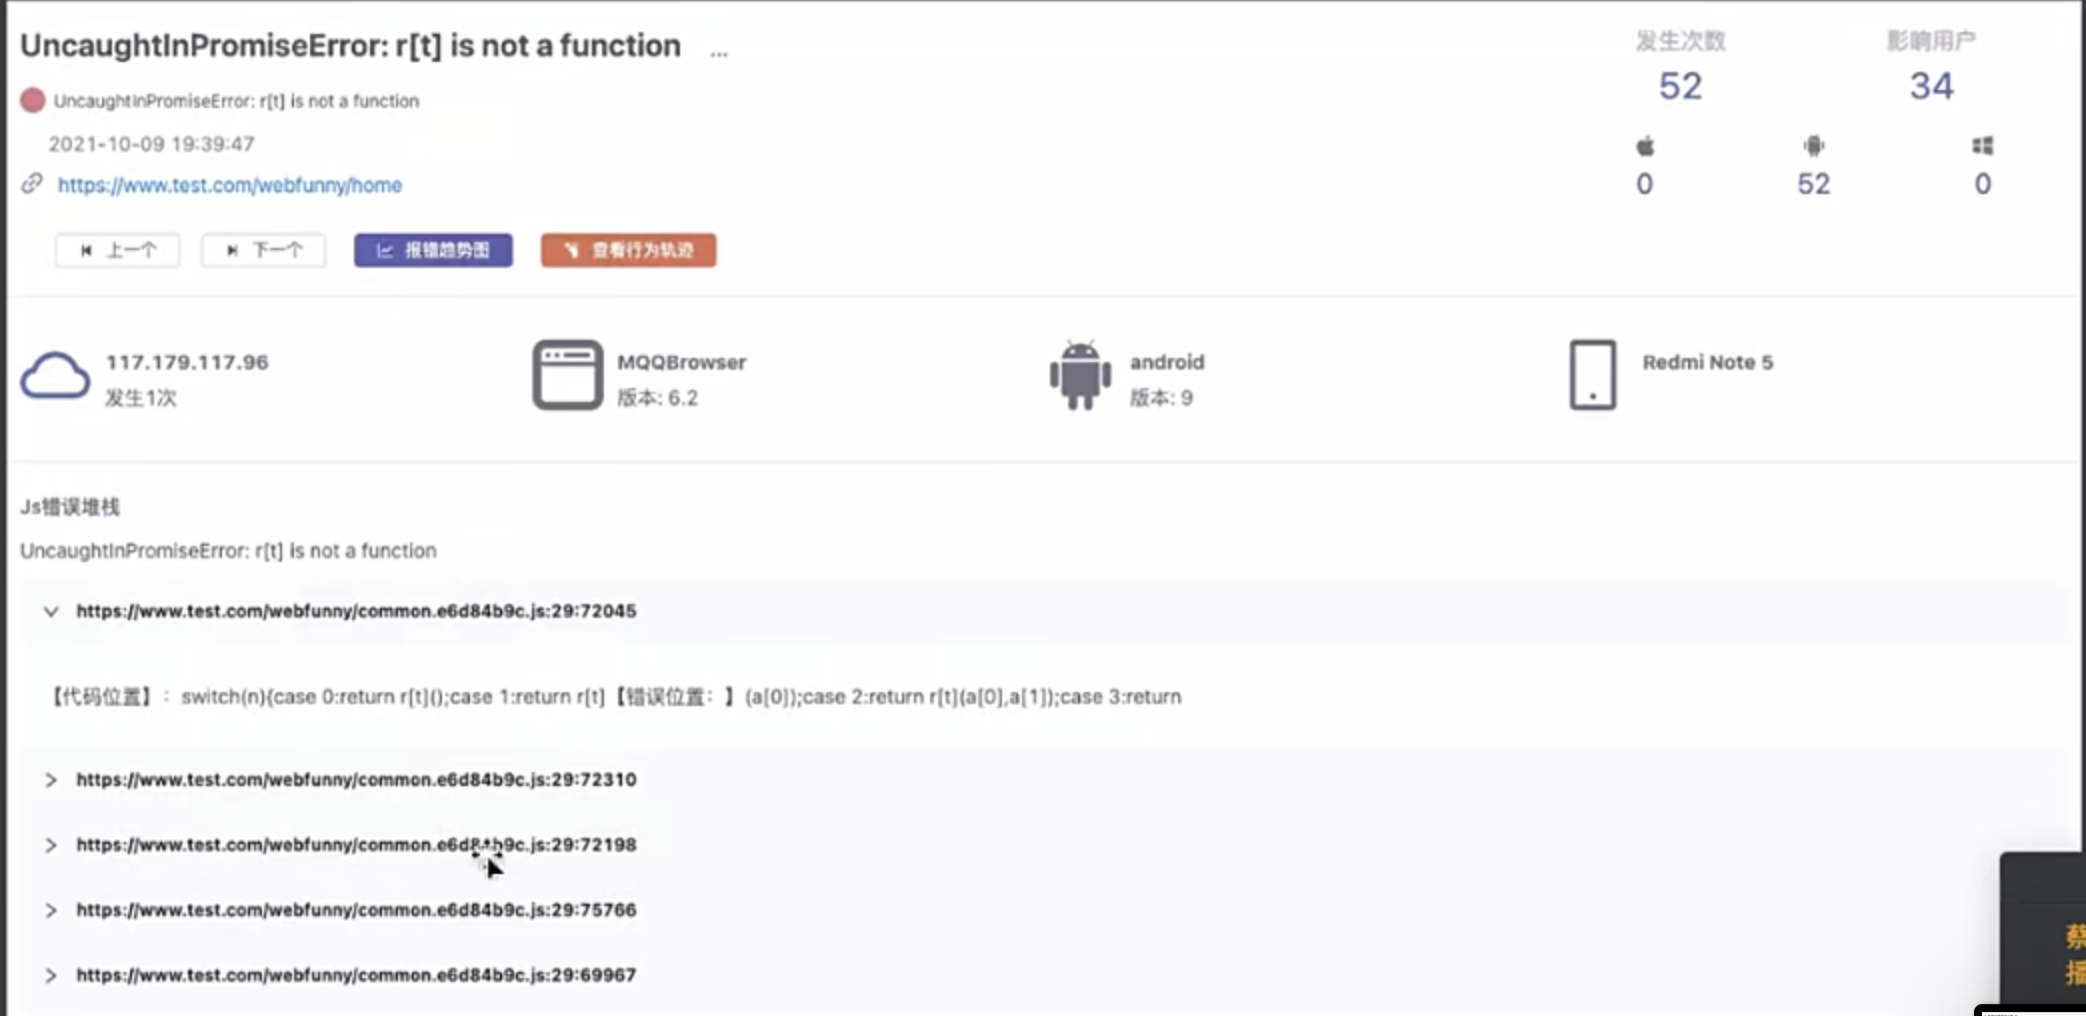 UncaughtInPromiseError: r[t] is not a function ...
发生次数
52
影响用户
34
UncaughtInPromiseError: r[t] is not a function
2021-10-09 19:39:47
https://www.test.com/webfunny/home
0
52
0
上一个
下一个
报错趋势图
查看行为轨迹
117.179.117.96
发生1次
MQQBrowser
版本: 6.2
android
版本: 9
Redmi Note 5
Js错误堆栈
UncaughtInPromiseError: r[t] is not a function
https://www.test.com/webfunny/common.e6d84b9c.js:29:72045
【代码位置】: switch(n){case 0:return r[t]();case 1:return r[t]【错误位置: 】(a[0]);case 2:return r[t](a[0],a[1]);case 3:return
https://www.test.com/webfunny/common.e6d84b9c.js:29:72310
https://www.test.com/webfunny/common.e6d84b9c.js:29:72198
https://www.test.com/webfunny/common.e6d84b9c.js:29:75766
https://www.test.com/webfunny/common.e6d84b9c.js:29:69967
蔡
播